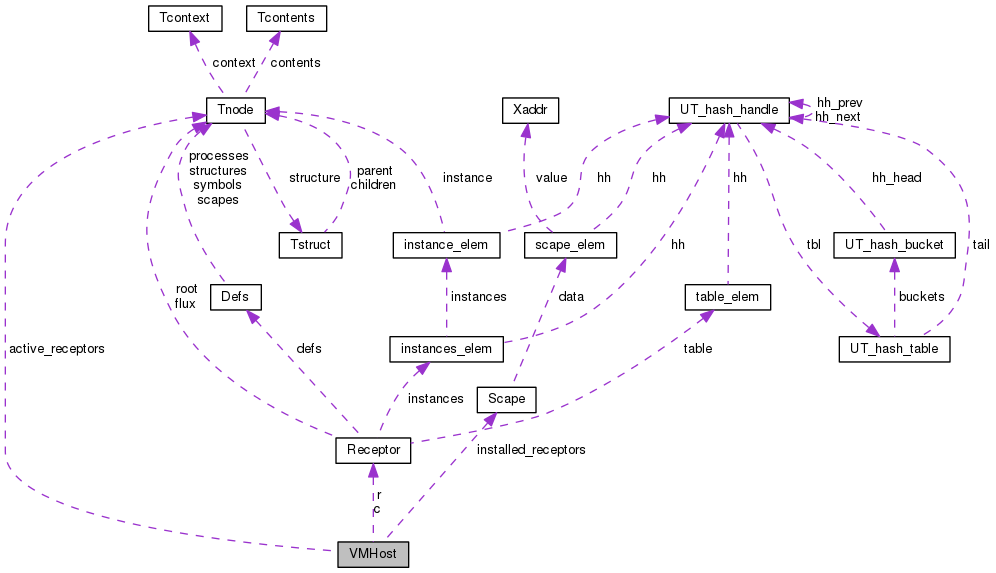 Tcontext
Tcontents
context
contents
Tnode
Xaddr
UT_hash_handle
hh_prev
hh_next
processes
structures
symbols
scapes
structure
parent
children
instance
value
hh
hh
hh
hh_head
Tstruct
instance_elem
scape_elem
hh
tbl
UT_hash_bucket
tail
root
flux
Defs
instances
data
table_elem
buckets
active_receptors
defs
instances_elem
table
UT_hash_table
instances
Scape
Receptor
installed_receptors
r
c
VMHost